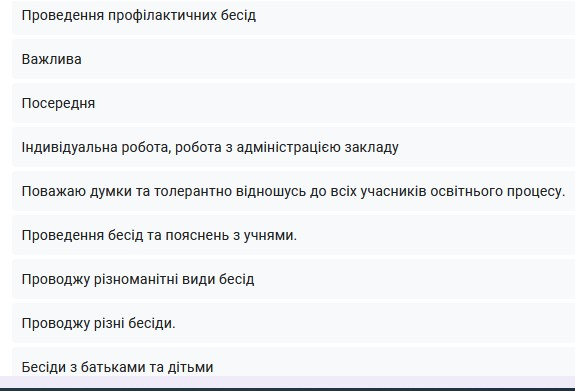 Проведення профілактичних бесід
Важлива
Посередня
Індивідуальна робота, робота з адміністрацією закладу
Поважаю думки та толерантно відношусь до всіх учасників освітнього процесу.
Проведення бесід та пояснень з учнями.
Проводжу різноманітні види бесід
Проводжу різні бесіди.
Бесіди з батьками та дітьми